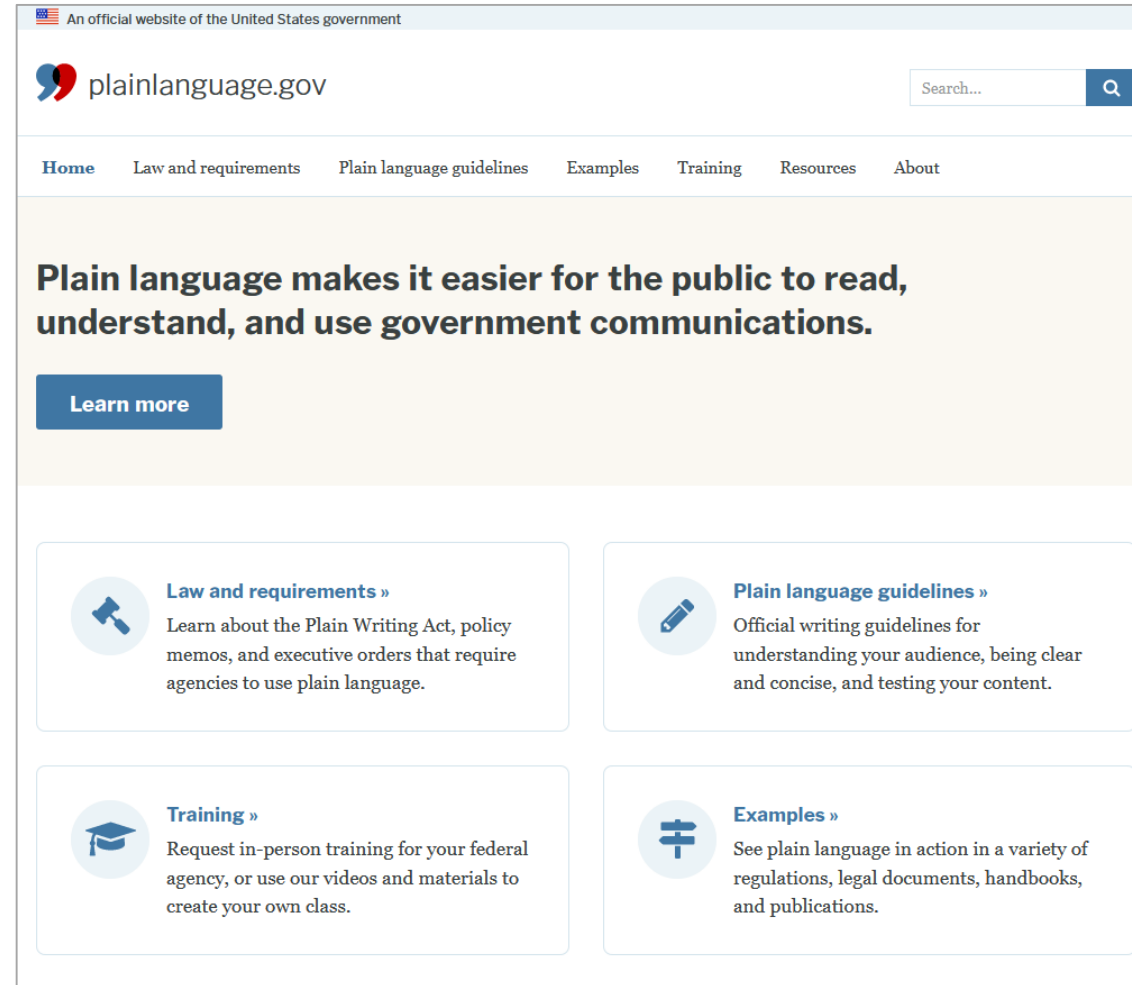 An official website of the United States government
plainlanguage.gov
Search...
Home Law and requirements Plain language guidelines Examples Training Resources About
Plain language makes it easier for the public to read,
understand, and use government communications.
Learn more
Law and requirements »
Learn about the Plain Writing Act, policy
memos, and executive orders that require
agencies to use plain language.
Plain language guidelines »
Official writing guidelines for
understanding your audience, being clear
and concise, and testing your content.
Training »
Request in-person training for your federal
agency, or use our videos and materials to
create your own class.
Examples »
See plain language in action in a variety of
regulations, legal documents, handbooks,
and publications.